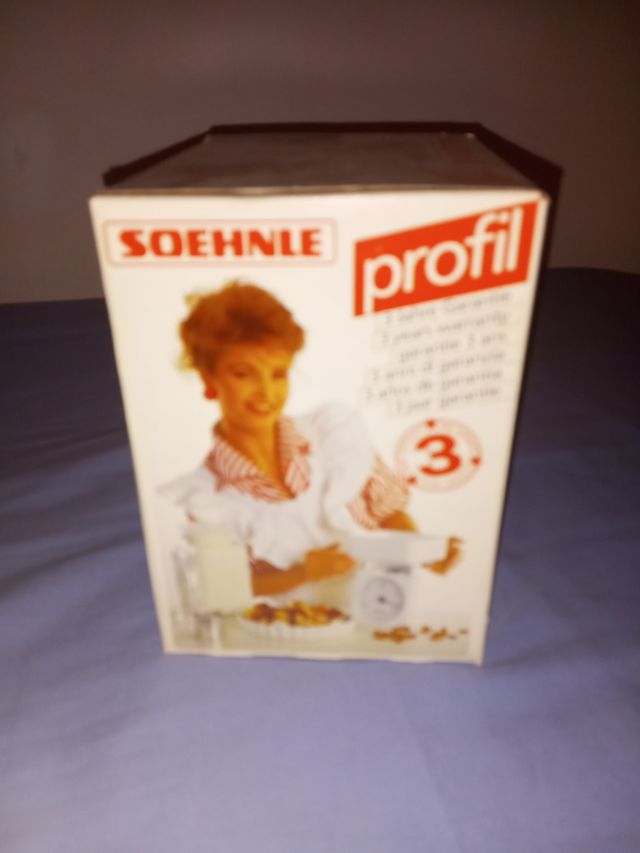 SOEHNLE
profil
3 Jahre Garantie
3 years warranty
garantie 3 ans
3 anni di garanzia
3 años de garantía
3 jaar garantie
3